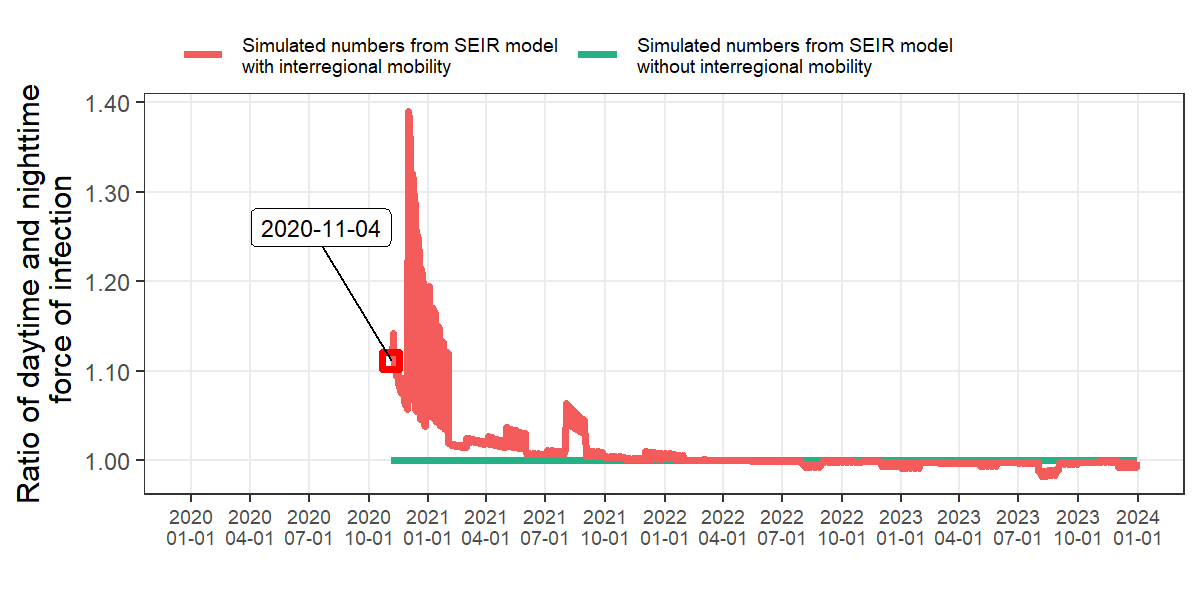 Simulated numbers from SEIR model
with interregional mobility
Simulated numbers from SEIR model
without interregional mobility
Ratio of daytime and nighttime
force of infection
1.40
1.30
1.20
1.10
1.00
2020-11-04
2020 2020 2020 2020 2021 2021 2021 2021 2022 2022 2022 2022 2023 2023 2023 2023 2024
01-01 04-01 07-01 10-01 01-01 04-01 07-01 10-01 01-01 04-01 07-01 10-01 01-01 04-01 07-01 10-01 01-01